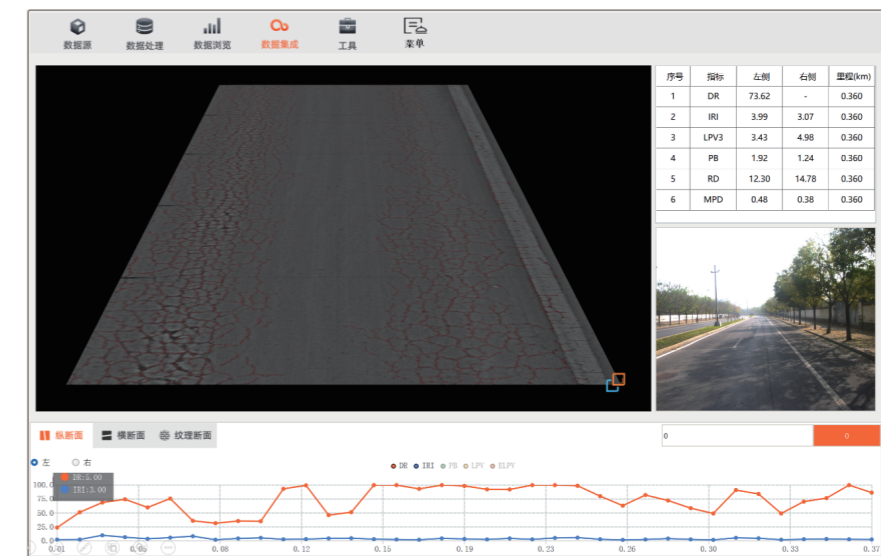 数据源 数据处理 数据浏览 数据集成 工具 菜单
序号 指标 左侧 右侧 里程(km)
1 DR 73.62 - 0.360
2 IRI 3.99 3.07 0.360
3 LPV3 3.43 4.98 0.360
4 PB 1.92 1.24 0.360
5 RD 12.30 14.78 0.360
6 MPD 0.48 0.38 0.360
纵断面 横断面 纹理断面
0 0
左 右
DR IRI PB LPV ELPV
DR:5.00
IRI:3.00
100.0
75.0
50.0
25.0
0.01 0.05 0.08 0.12 0.15 0.19 0.23 0.26 0.30 0.33 0.37